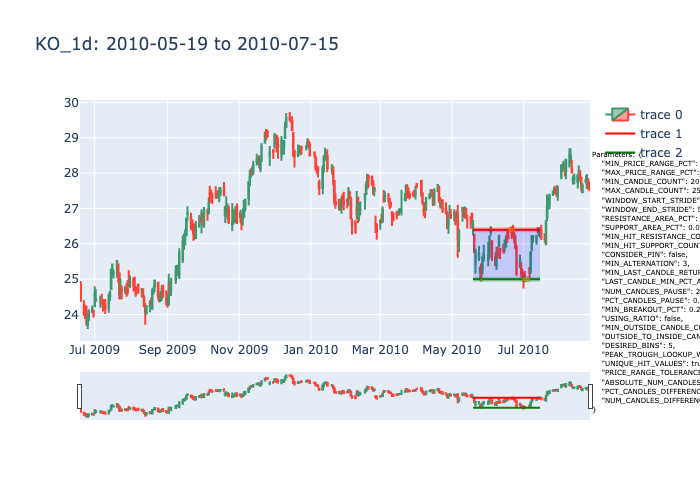 KO_1d: 2010-05-19 to 2010-07-15
30
29
28
27
26
25
24
Jul 2009 Sep 2009 Nov 2009 Jan 2010 Mar 2010 May 2010 Jul 2010
trace 0
trace 1
trace 2
Parameters: {
"MIN_PRICE_RANGE_PCT":
"MAX_PRICE_RANGE_PCT":
"MIN_CANDLE_COUNT": 20
"MAX_CANDLE_COUNT": 25
"WINDOW_START_STRIDE"
"WINDOW_END_STRIDE": 5
"RESISTANCE_AREA_PCT":
"SUPPORT_AREA_PCT": 0.0
"MIN_HIT_RESISTANCE_CO
"MIN_HIT_SUPPORT_COUN
"CONSIDER_PIN": false,
"MIN_ALTERNATION": 3,
"MIN_LAST_CANDLE_RETUR
"LAST_CANDLE_MIN_PCT_A
"NUM_CANDLES_PAUSE": 2
"PCT_CANDLES_PAUSE": 0.
"MIN_BREAKOUT_PCT": 0.2
"USING_RATIO": false,
"MIN_OUTSIDE_CANDLE_CO
"OUTSIDE_TO_INSIDE_CAN
"DESIRED_BINS": 5,
"PEAK_TROUGH_LOOKUP_W
"UNIQUE_HIT_VALUES": tru
"PRICE_RANGE_TOLERANC
"ABSOLUTE_NUM_CANDLES
"PCT_CANDLES_DIFFERENC
"NUM_CANDLES_DIFFEREN
}